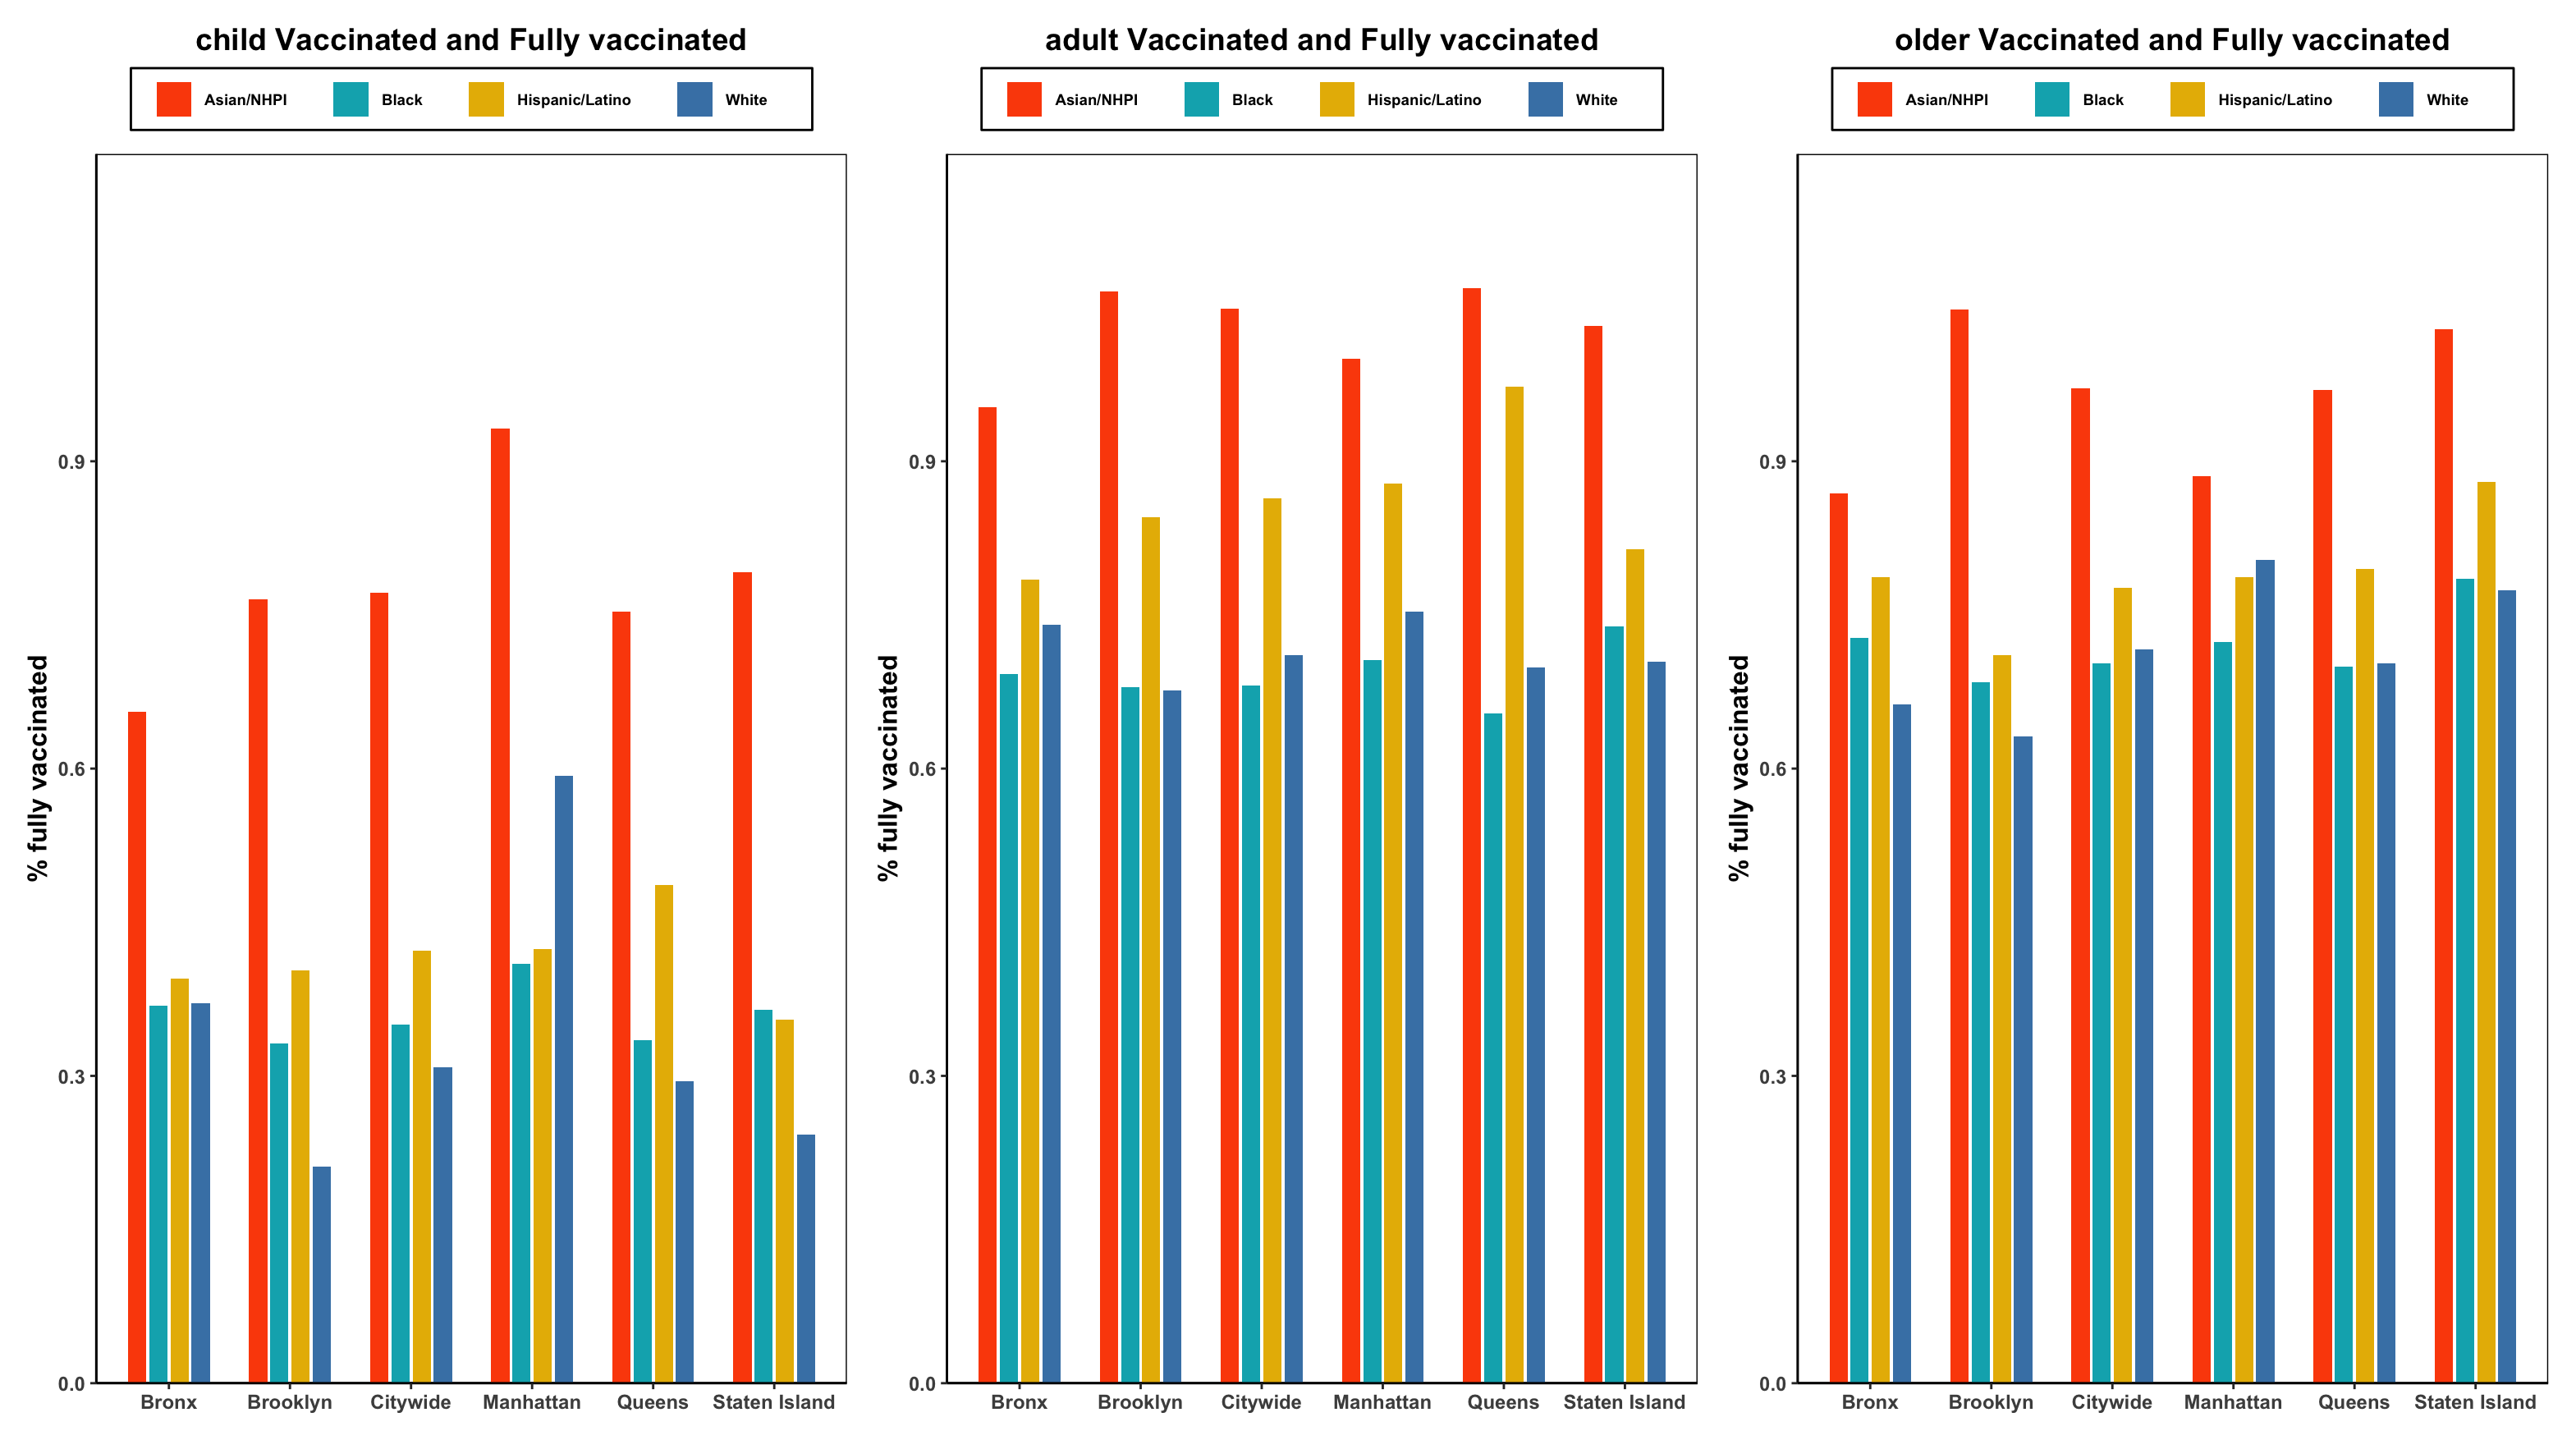 child Vaccinated and Fully vaccinated
Asian/NHPI Black Hispanic/Latino White
% fully vaccinated
0.9
0.6
0.3
0.0
Bronx Brooklyn Citywide Manhattan Queens Staten Island
adult Vaccinated and Fully vaccinated
Asian/NHPI Black Hispanic/Latino White
% fully vaccinated
0.9
0.6
0.3
0.0
Bronx Brooklyn Citywide Manhattan Queens Staten Island
older Vaccinated and Fully vaccinated
Asian/NHPI Black Hispanic/Latino White
% fully vaccinated
0.9
0.6
0.3
0.0
Bronx Brooklyn Citywide Manhattan Queens Staten Island